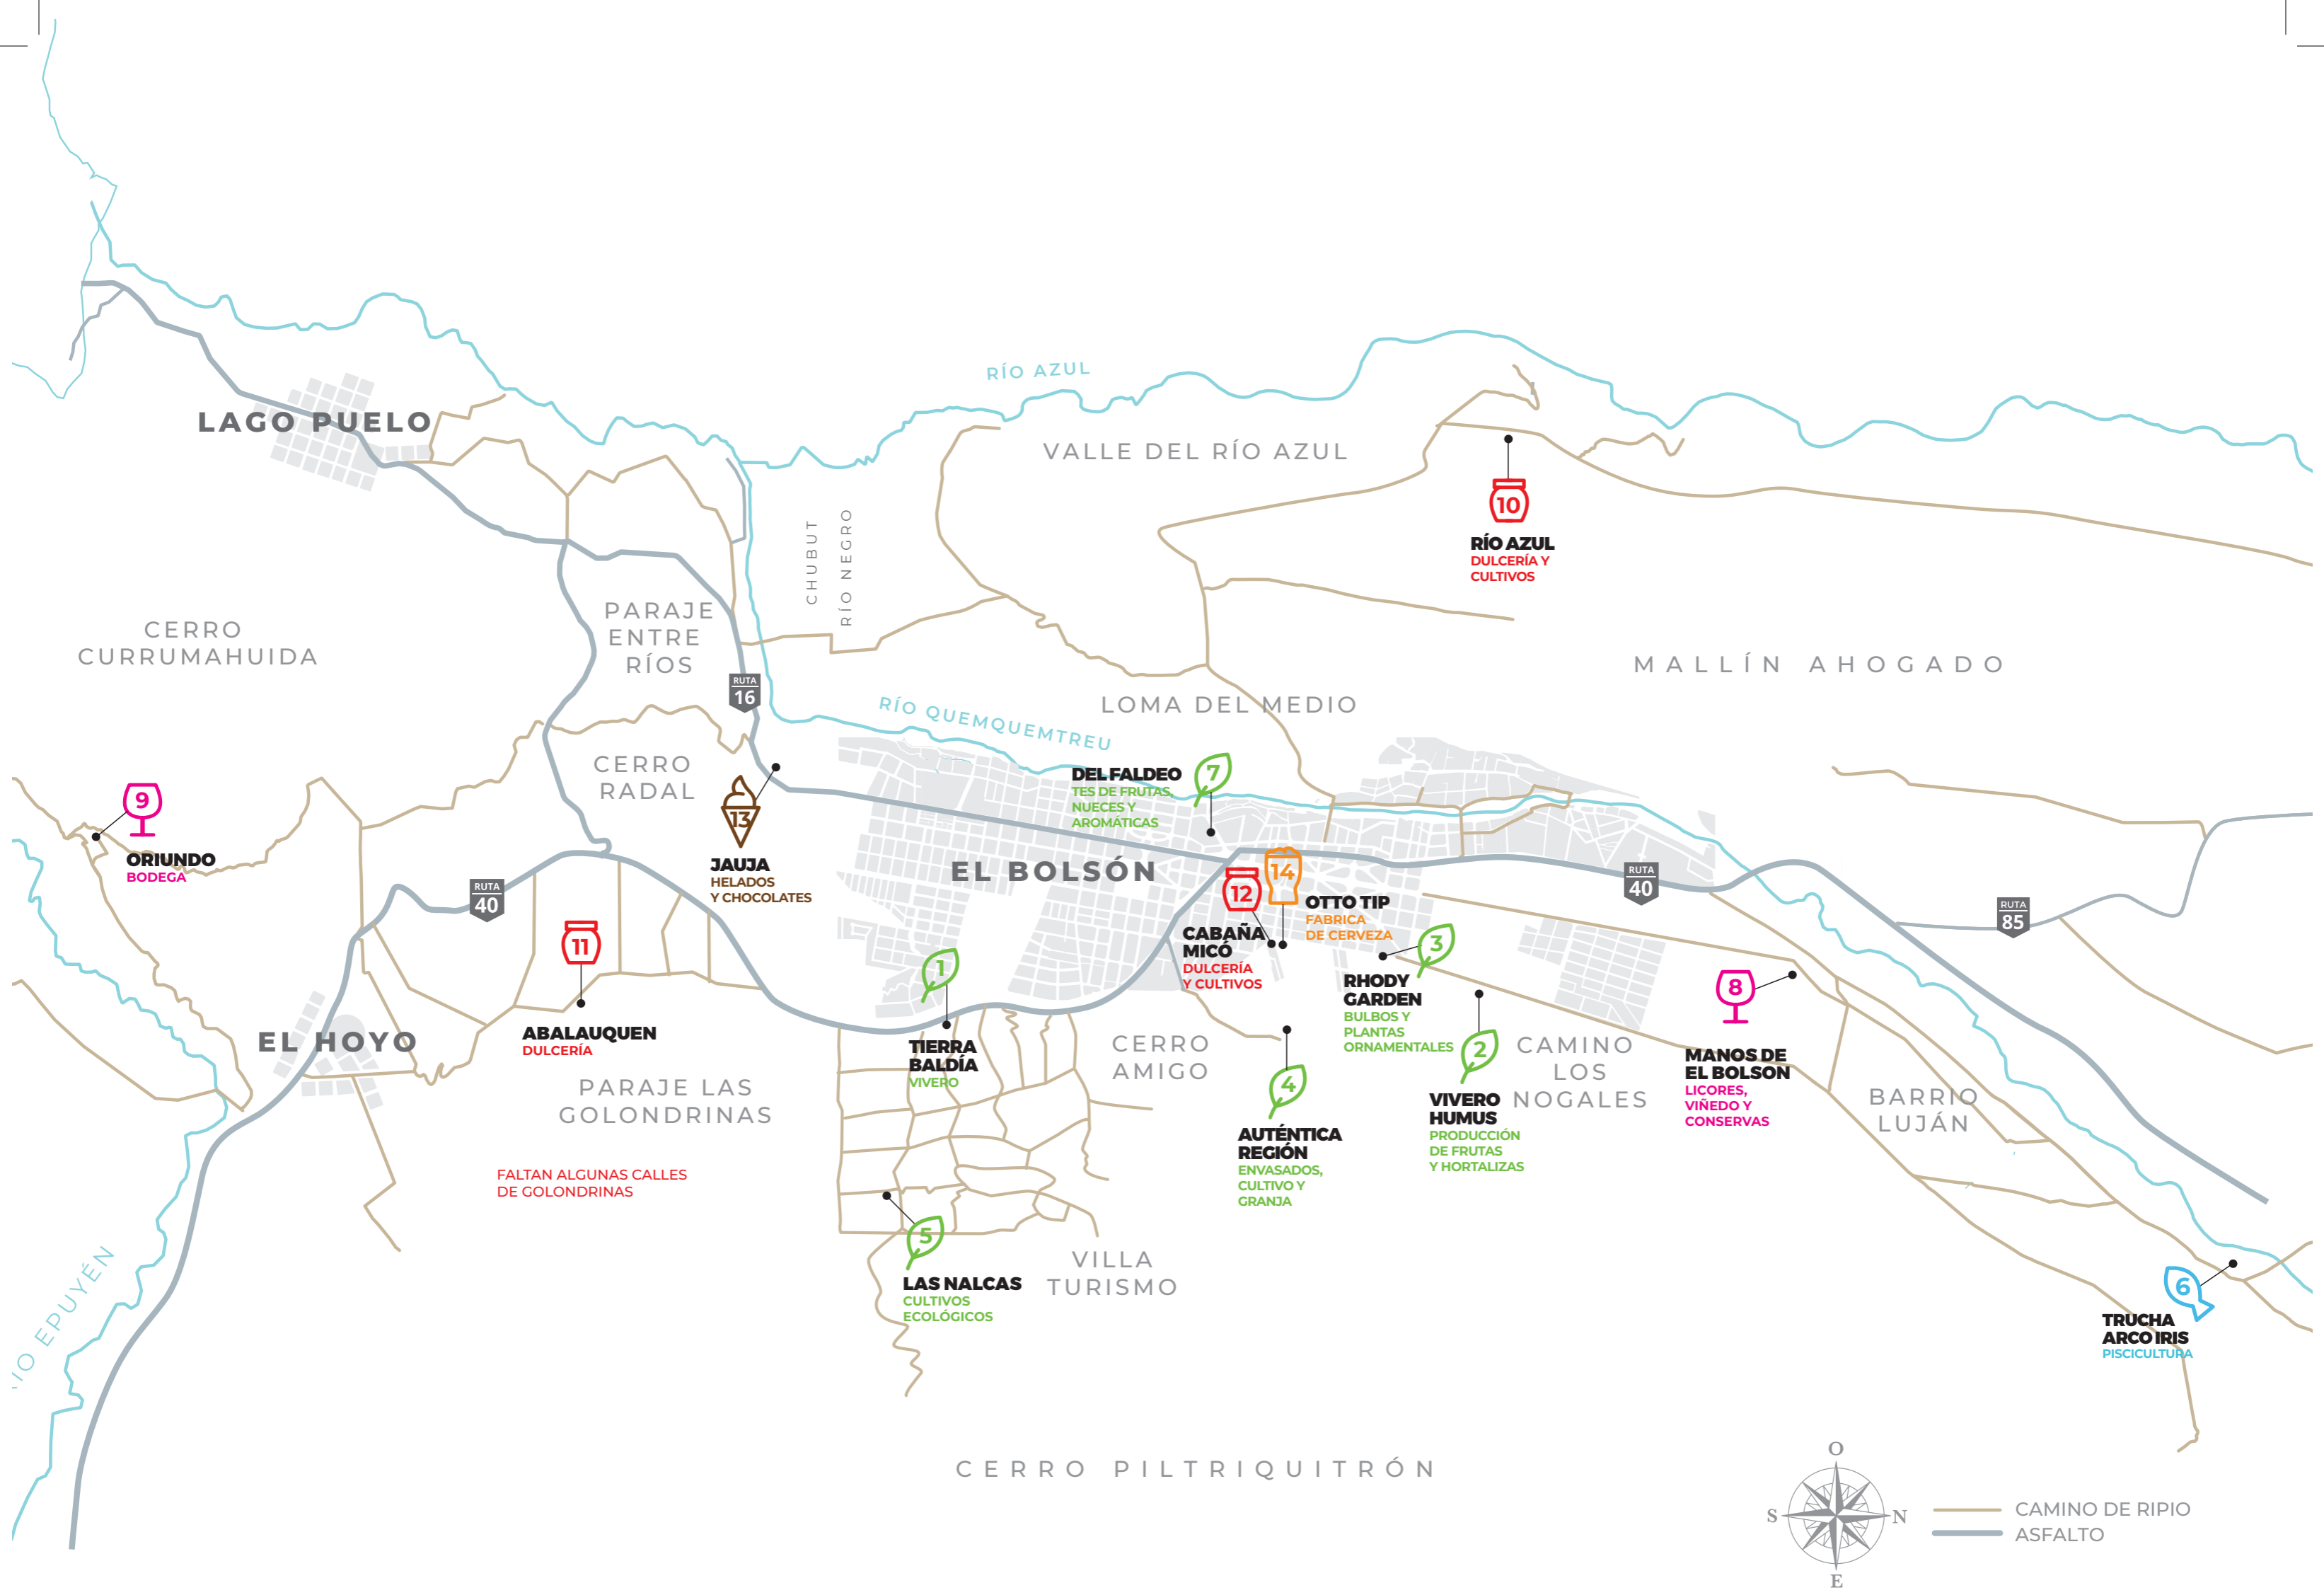 RÍO AZUL
LAGO PUELO
VALLE DEL RÍO AZUL
10
RÍO AZUL
DULCERÍA Y
CULTIVOS
CHUBUT
RÍO NEGRO
PARAJE
ENTRE
RÍOS
CERRO
CURRUMAHUIDA
MALLÍN AHOGADO
RUTA
16
RÍO QUEMQUEMTREU
LOMA DEL MEDIO
CERRO
RADAL
7
DEL FALDEO
TES DE FRUTAS,
NUECES Y
AROMÁTICAS
9
ORIUNDO
BODEGA
13
JAUJA
HELADOS
Y CHOCOLATES
EL BOLSÓN
14
OTTO TIP
FABRICA
DE CERVEZA
12
CABAÑA
MICÓ
DULCERÍA
Y CULTIVOS
RUTA
40
RUTA
40
RUTA
85
11
ABALAUQUEN
DULCERÍA
1
TIERRA
BALDÍA
VIVERO
3
RHODY
GARDEN
BULBOS Y
PLANTAS
ORNAMENTALES
8
MANOS DE
EL BOLSON
LICORES,
VIÑEDO Y
CONSERVAS
EL HOYO
CERRO
AMIGO
2
VIVERO
HUMUS
PRODUCCIÓN
DE FRUTAS
Y HORTALIZAS
CAMINO
LOS
NOGALES
4
AUTÉNTICA
REGIÓN
ENVASADOS,
CULTIVO Y
GRANJA
PARAJE LAS
GOLONDRINAS
BARRIO
LUJÁN
FALTAN ALGUNAS CALLES
DE GOLONDRINAS
5
LAS NALCAS
CULTIVOS
ECOLÓGICOS
VILLA
TURISMO
6
TRUCHA
ARCO IRIS
PISCICULTURA
EPUYÉN
CERRO PILTRIQUITRÓN
O
S
N
E
CAMINO DE RIPIO
ASFALTO